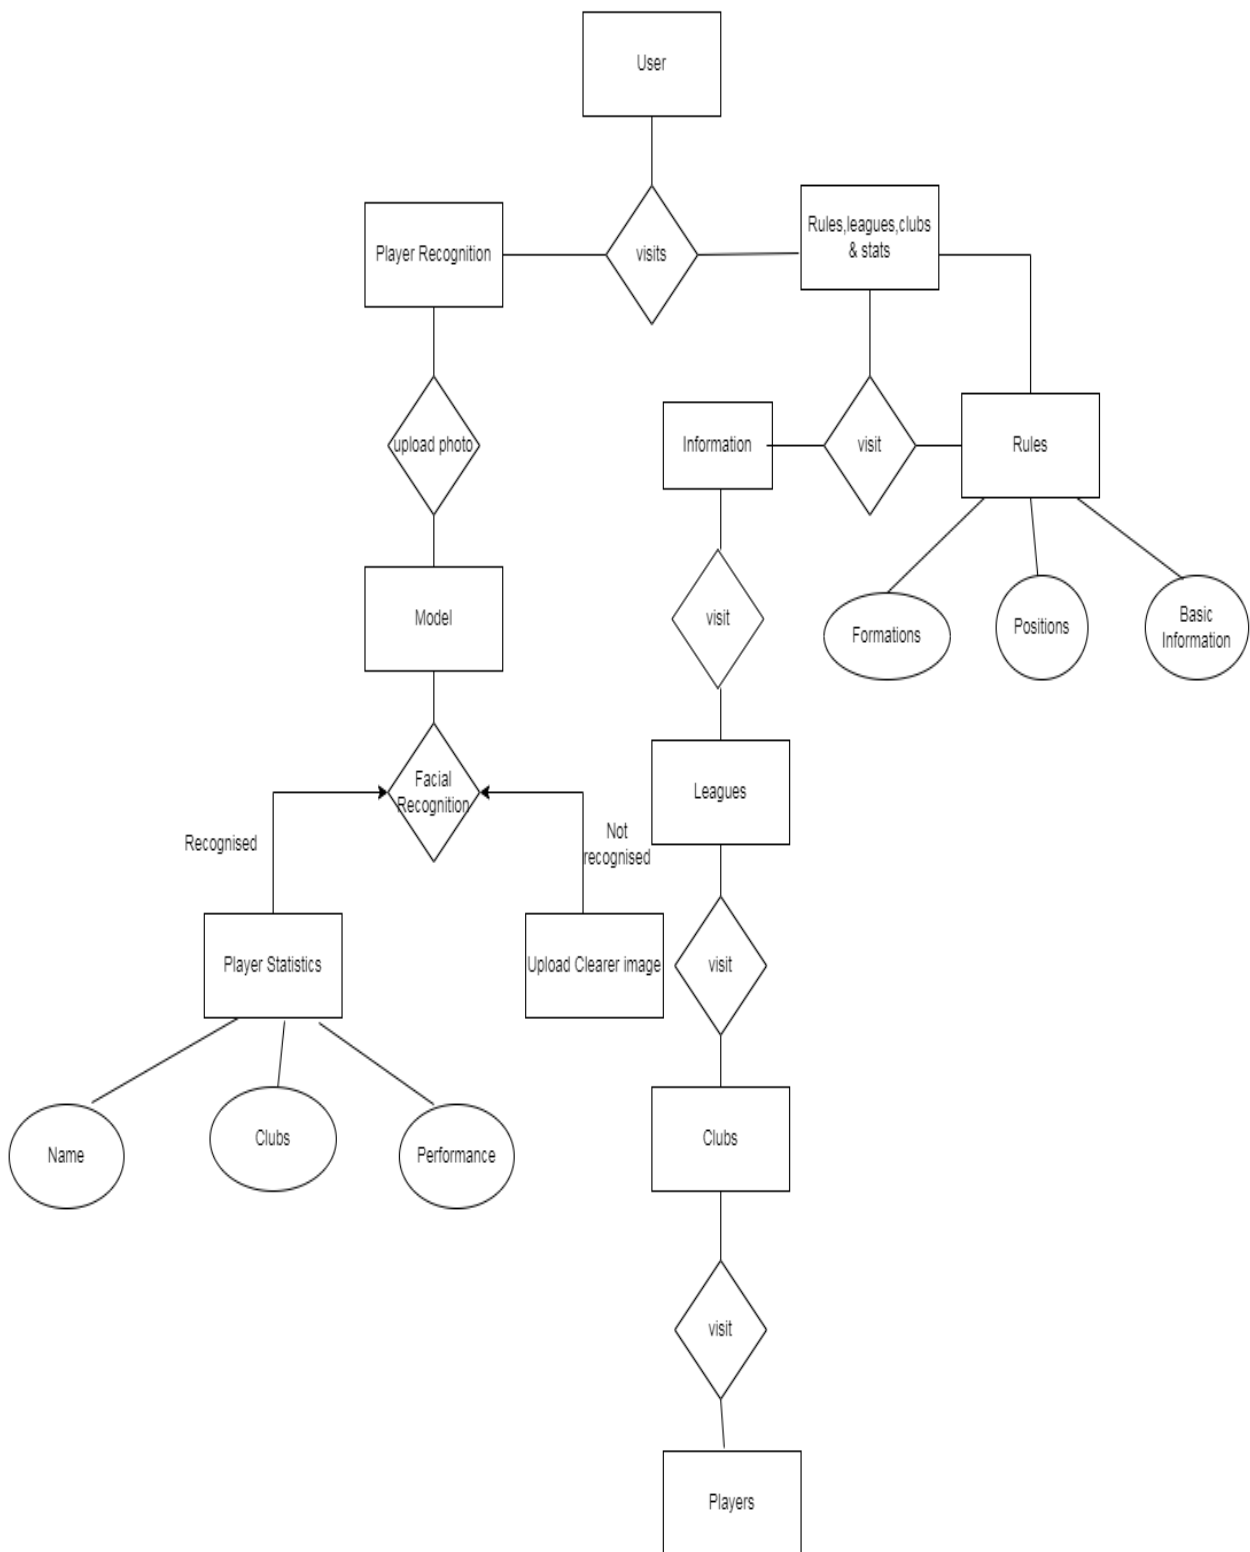 User
Player Recognition
visits
Rules,leagues,clubs
& stats
upload photo
Information
visit
Rules
Model
visit
Formations
Positions
Basic
Information
Facial
Recognition
Leagues
Recognised
Not
recognised
Player Statistics
Upload Clearer image
visit
Name
Clubs
Performance
Clubs
visit
Players